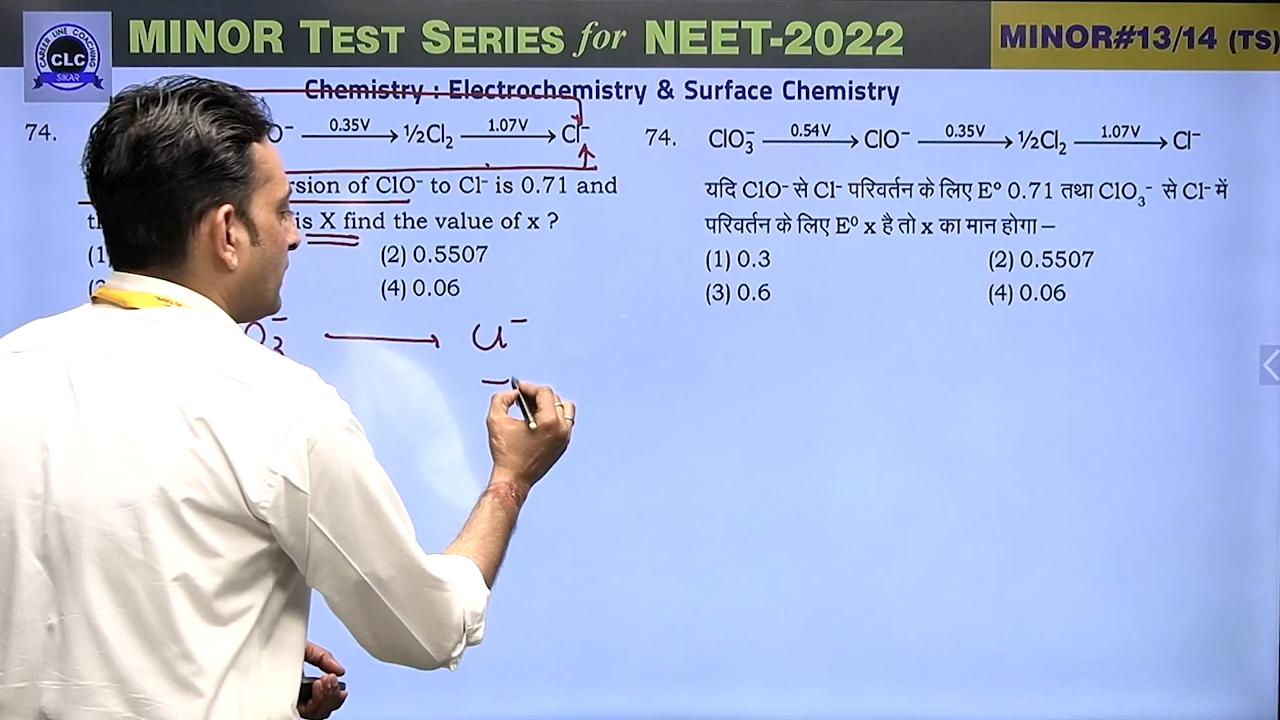 CAREER LINE COACHING
CLC
SIKAR
MINOR TEST SERIES for NEET-2022
MINOR#13/14 (TS)
Chemistry : Electrochemistry & Surface Chemistry
74.
O⁻ —0.35V→ ½Cl₂ —1.07V→ Cl⁻
of ClO⁻ to Cl⁻ is 0.71 and
is X find the value of x ?
(2) 0.5507
(4) 0.06
O₃⁻ → Cl⁻
74. ClO₃⁻ —0.54V→ ClO⁻ —0.35V→ ½Cl₂ —1.07V→ Cl⁻
यदि ClO⁻ से Cl⁻ परिवर्तन के लिए E° 0.71 तथा ClO₃⁻ से Cl⁻ में
परिवर्तन के लिए E⁰ x है तो x का मान होगा –
(1) 0.3 (2) 0.5507
(3) 0.6 (4) 0.06